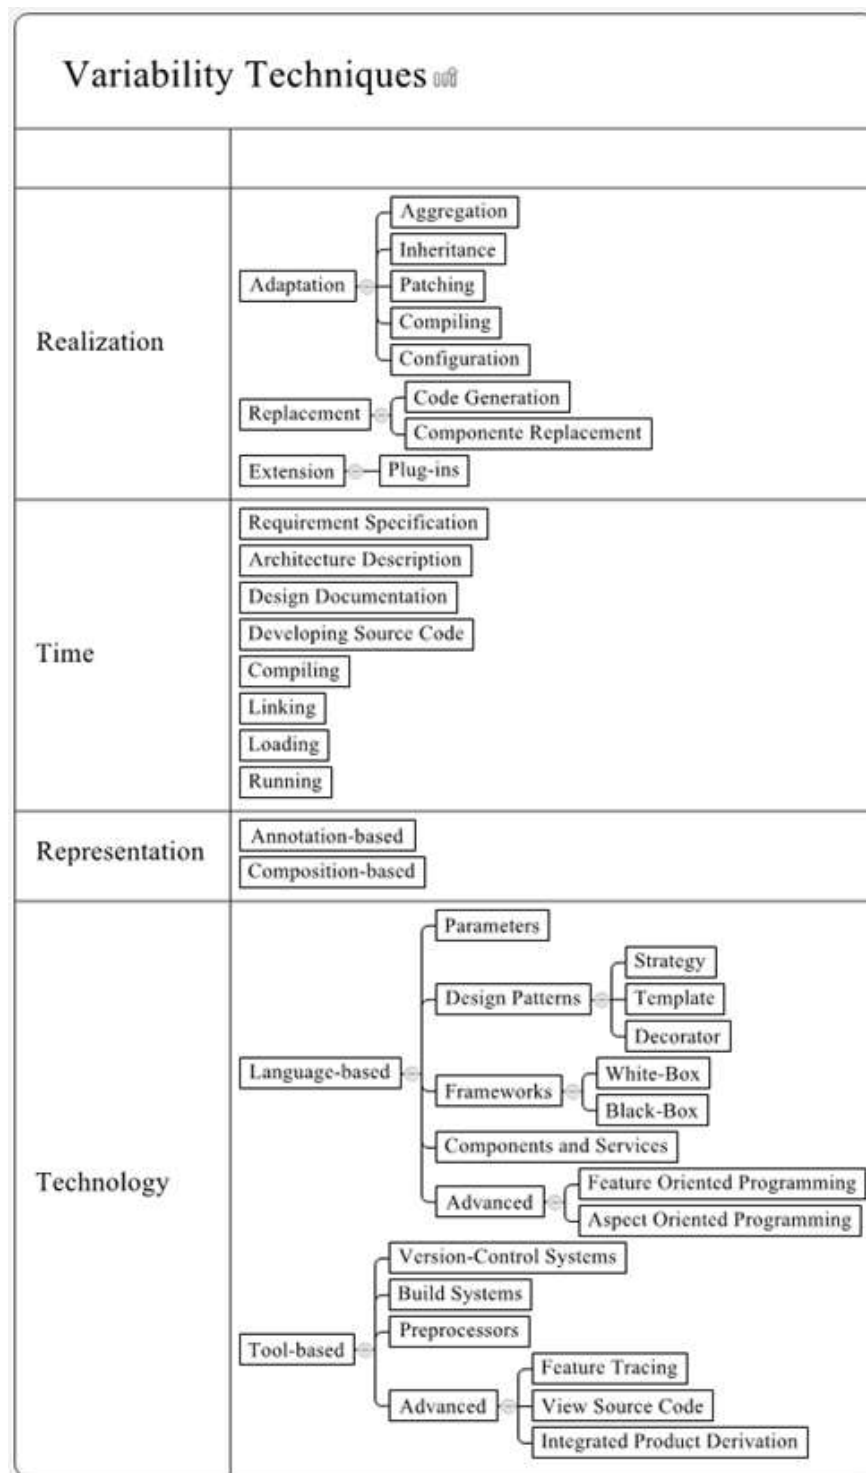 Variability Techniques
Realization
Adaptation
Aggregation
Inheritance
Patching
Compiling
Configuration
Replacement
Code Generation
Componente Replacement
Extension
Plug-ins
Time
Requirement Specification
Architecture Description
Design Documentation
Developing Source Code
Compiling
Linking
Loading
Running
Representation
Annotation-based
Composition-based
Technology
Language-based
Parameters
Design Patterns
Strategy
Template
Decorator
Frameworks
White-Box
Black-Box
Components and Services
Advanced
Feature Oriented Programming
Aspect Oriented Programming
Tool-based
Version-Control Systems
Build Systems
Preprocessors
Advanced
Feature Tracing
View Source Code
Integrated Product Derivation